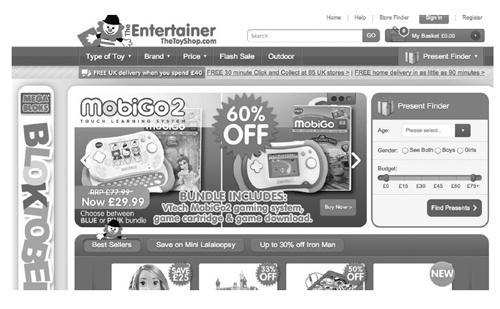 Home | Help | Store Finder Sign in | Register
The Entertainer
TheToyShop.com
Search GO My Basket £0.00
Type of Toy Brand Price Flash Sale Outdoor Present Finder
FREE UK delivery when you spend £40 FREE 30 minute Click and Collect at 85 UK stores > | FREE home delivery in as little as 90 minutes >
MEGA BLOKS
BLOKTOBE
MobiGo2
TOUCH LEARNING SYSTEM
60% OFF
RRP £77.99
Now £29.99
Choose between
BLUE or PINK bundle
BUNDLE INCLUDES:
VTech MobiGo2 gaming system,
game cartridge & game download.
Buy Now >
Present Finder
Age: Please select...
Gender: See Both Boys Girls
Budget:
£0 £15 £30 £45 £50 £75+
Find Presents >
Best Sellers Save on Mini Lalaloopsy Up to 30% off Iron Man
SAVE £25
33% OFF
50% OFF
NEW